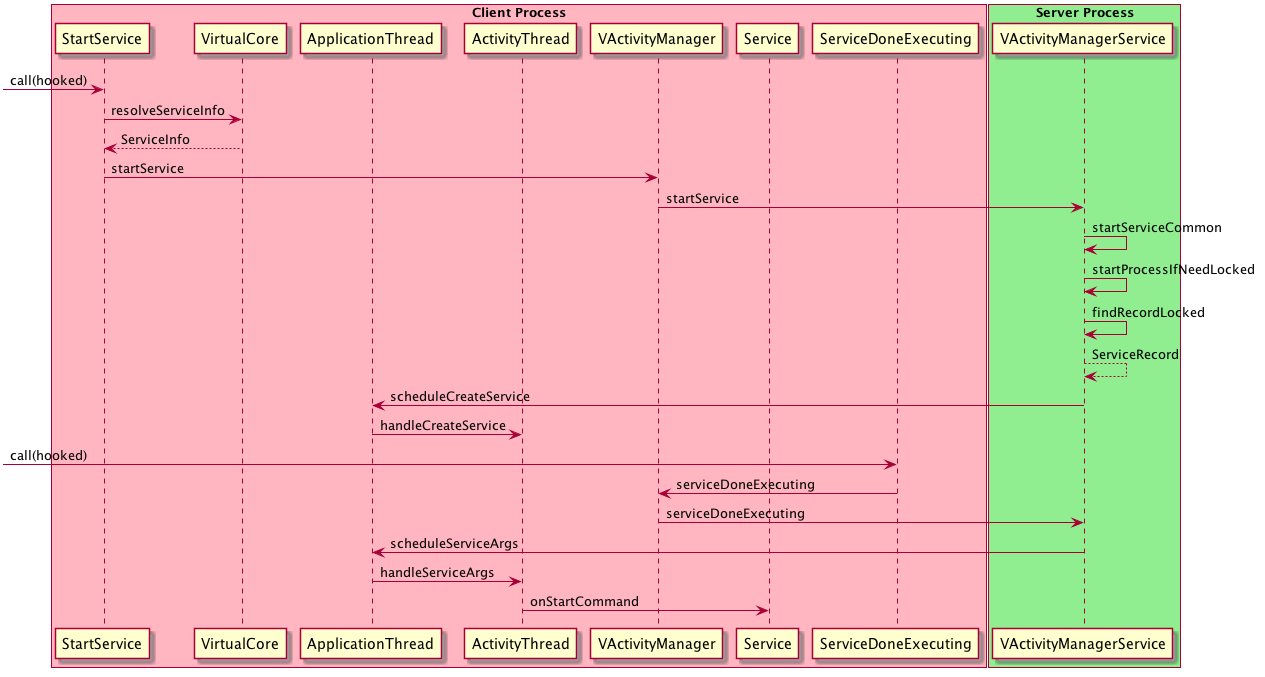 Client Process
Server Process
StartService
VirtualCore
ApplicationThread
ActivityThread
VActivityManager
Service
ServiceDoneExecuting
VActivityManagerService
call(hooked)
resolveServiceInfo
ServiceInfo
startService
startService
startServiceCommon
startProcessIfNeedLocked
findRecordLocked
ServiceRecord
scheduleCreateService
handleCreateService
call(hooked)
serviceDoneExecuting
serviceDoneExecuting
scheduleServiceArgs
handleServiceArgs
onStartCommand
StartService
VirtualCore
ApplicationThread
ActivityThread
VActivityManager
Service
ServiceDoneExecuting
VActivityManagerService